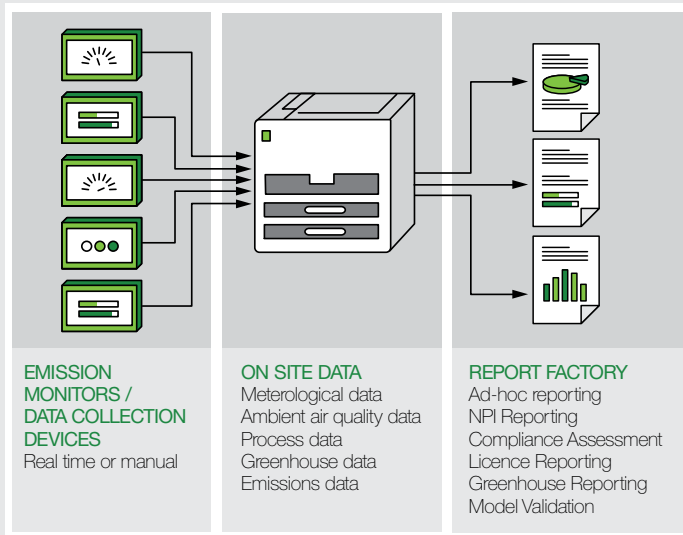 EMISSION
MONITORS /
DATA COLLECTION
DEVICES
Real time or manual
ON SITE DATA
Meterological data
Ambient air quality data
Process data
Greenhouse data
Emissions data
REPORT FACTORY
Ad-hoc reporting
NPI Reporting
Compliance Assessment
Licence Reporting
Greenhouse Reporting
Model Validation